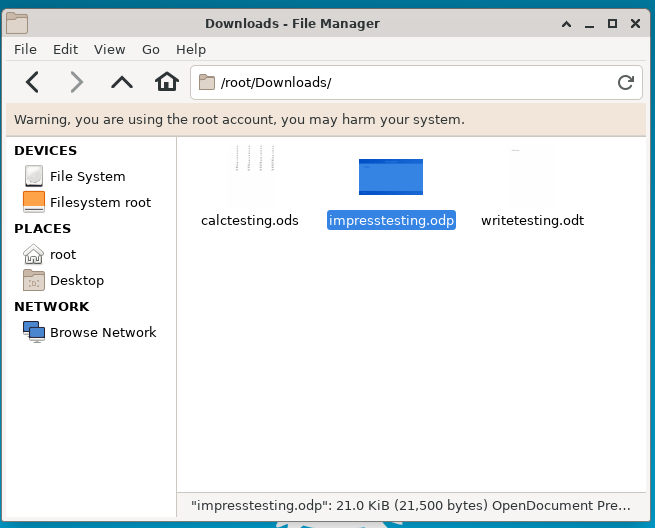 Downloads - File Manager
File Edit View Go Help
/root/Downloads/
Warning, you are using the root account, you may harm your system.
DEVICES
File System
Filesystem root
PLACES
root
Desktop
NETWORK
Browse Network
calctesting.ods
impresstesting.odp
writetesting.odt
"impresstesting.odp": 21.0 KiB (21,500 bytes) OpenDocument Pre...